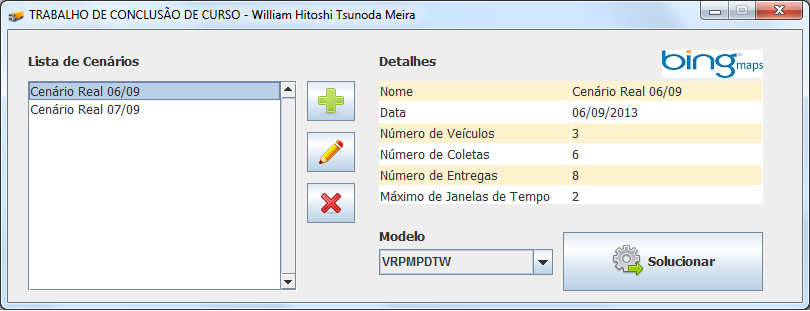 TRABALHO DE CONCLUSÃO DE CURSO - William Hitoshi Tsunoda Meira
Lista de Cenários
Cenário Real 06/09
Cenário Real 07/09
Detalhes
bing maps
Nome Cenário Real 06/09
Data 06/09/2013
Número de Veículos 3
Número de Coletas 6
Número de Entregas 8
Máximo de Janelas de Tempo 2
Modelo
VRPMPDTW
Solucionar